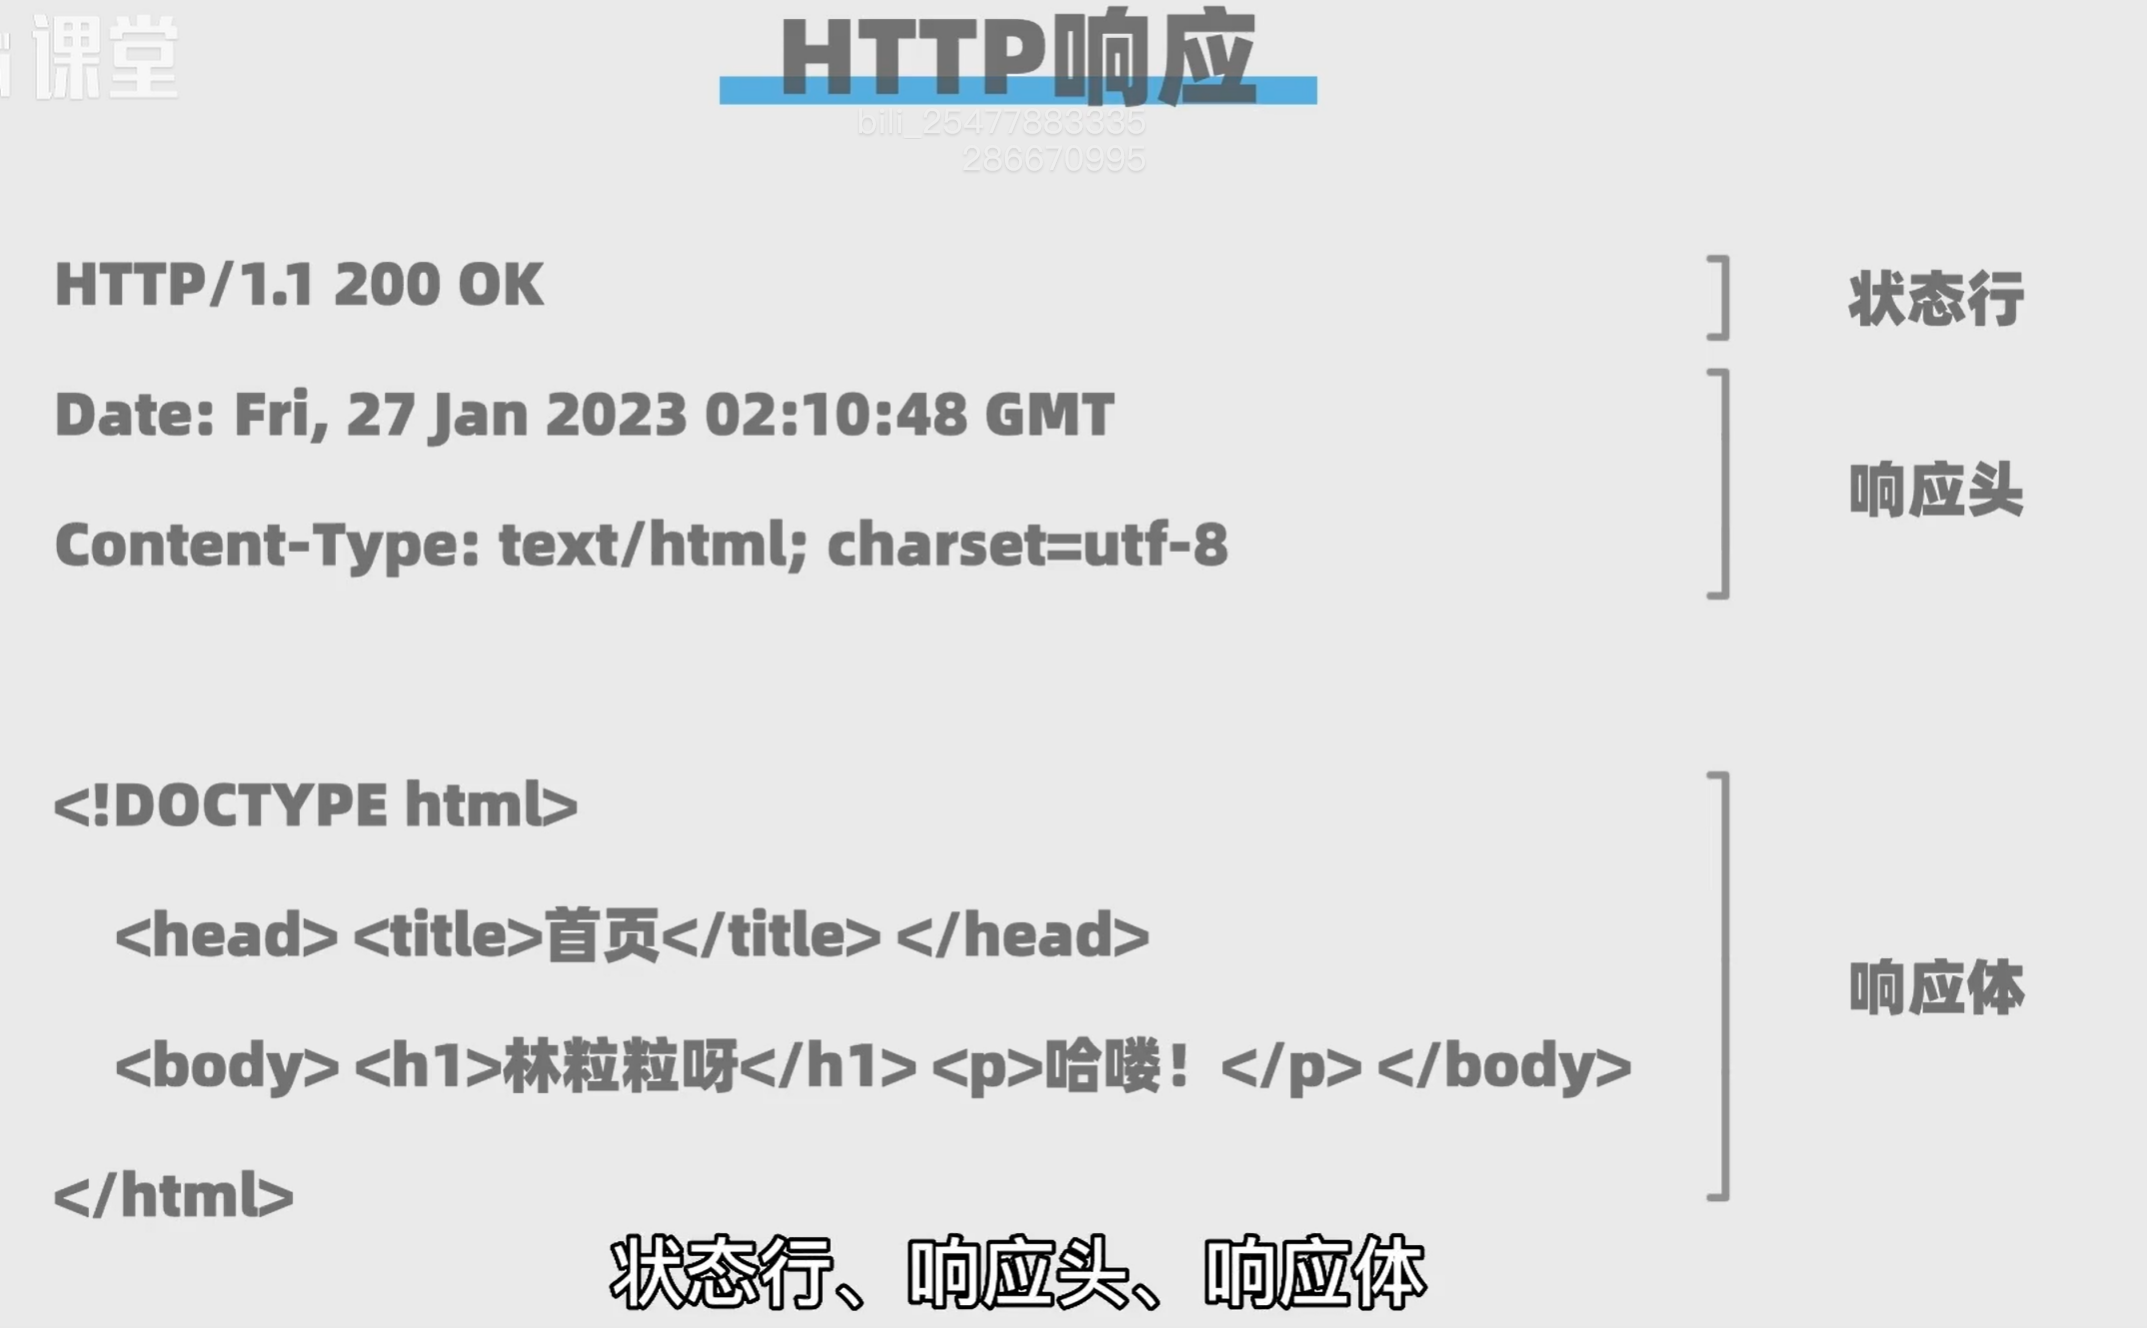 课堂
HTTP响应
bili_25477883335
286670995
HTTP/1.1 200 OK
状态行
Date: Fri, 27 Jan 2023 02:10:48 GMT
响应头
Content-Type: text/html; charset=utf-8
<!DOCTYPE html>
<head> <title>首页</title> </head>
响应体
<body> <h1>林粒粒呀</h1> <p>哈喽！</p> </body>
</html>
状态行、响应头、响应体